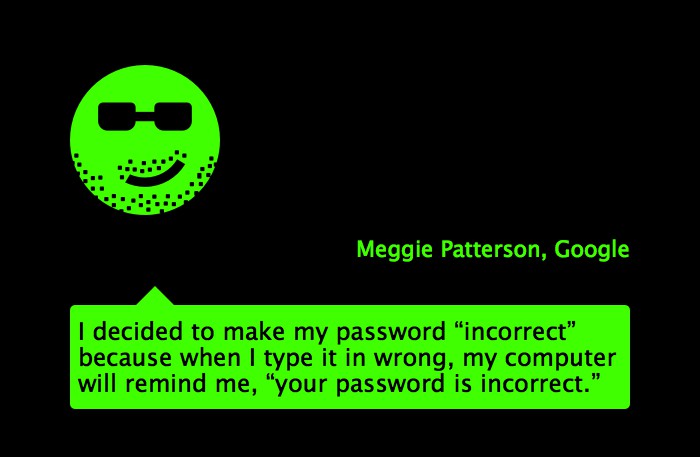 Meggie Patterson, Google
I decided to make my password “incorrect”
because when I type it in wrong, my computer
will remind me, “your password is incorrect.”